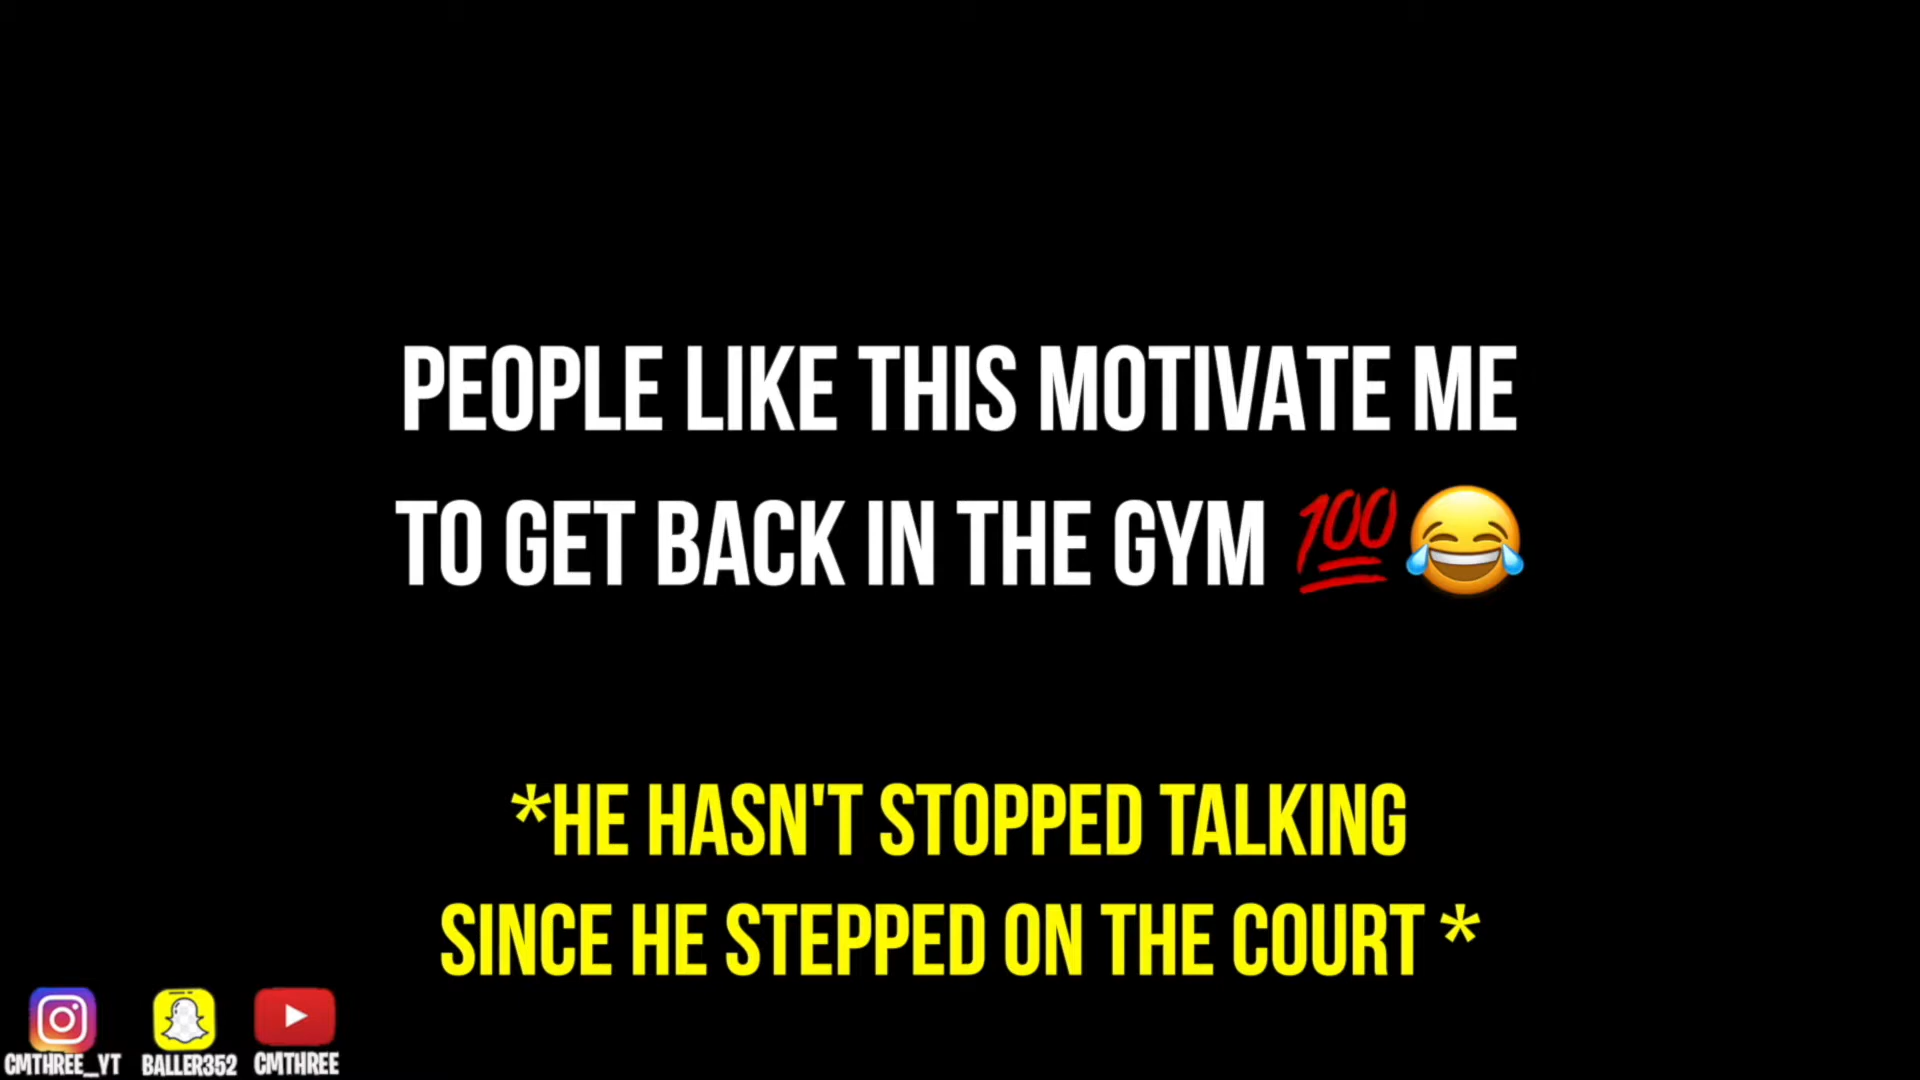 PEOPLE LIKE THIS MOTIVATE ME
TO GET BACK IN THE GYM 💯😂
*HE HASN'T STOPPED TALKING
SINCE HE STEPPED ON THE COURT *
CMTHREE_YT BALLER352 CMTHREE